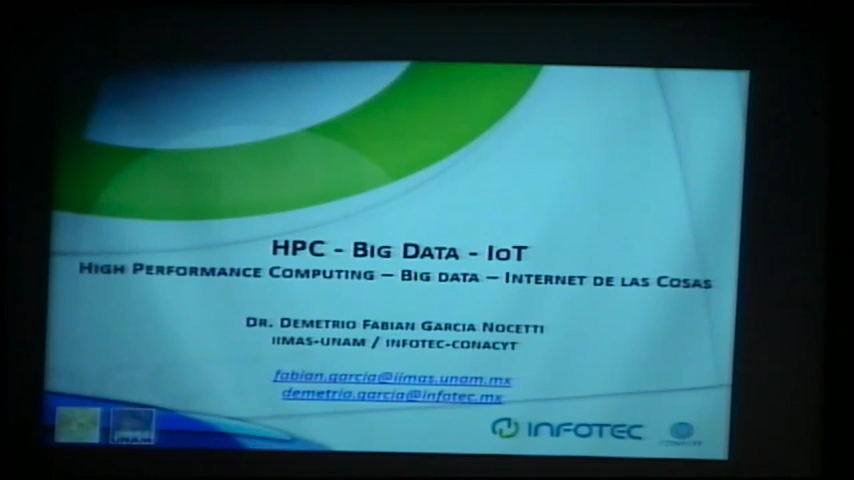 HPC - BIG DATA - IoT
HIGH PERFORMANCE COMPUTING – BIG DATA – INTERNET DE LAS COSAS
DR. DEMETRIO FABIAN GARCIA NOCETTI
IIMAS-UNAM / INFOTEC-CONACYT
fabian.garcia@iimas.unam.mx
demetrio.garcia@infotec.mx
UNAM
INFOTEC